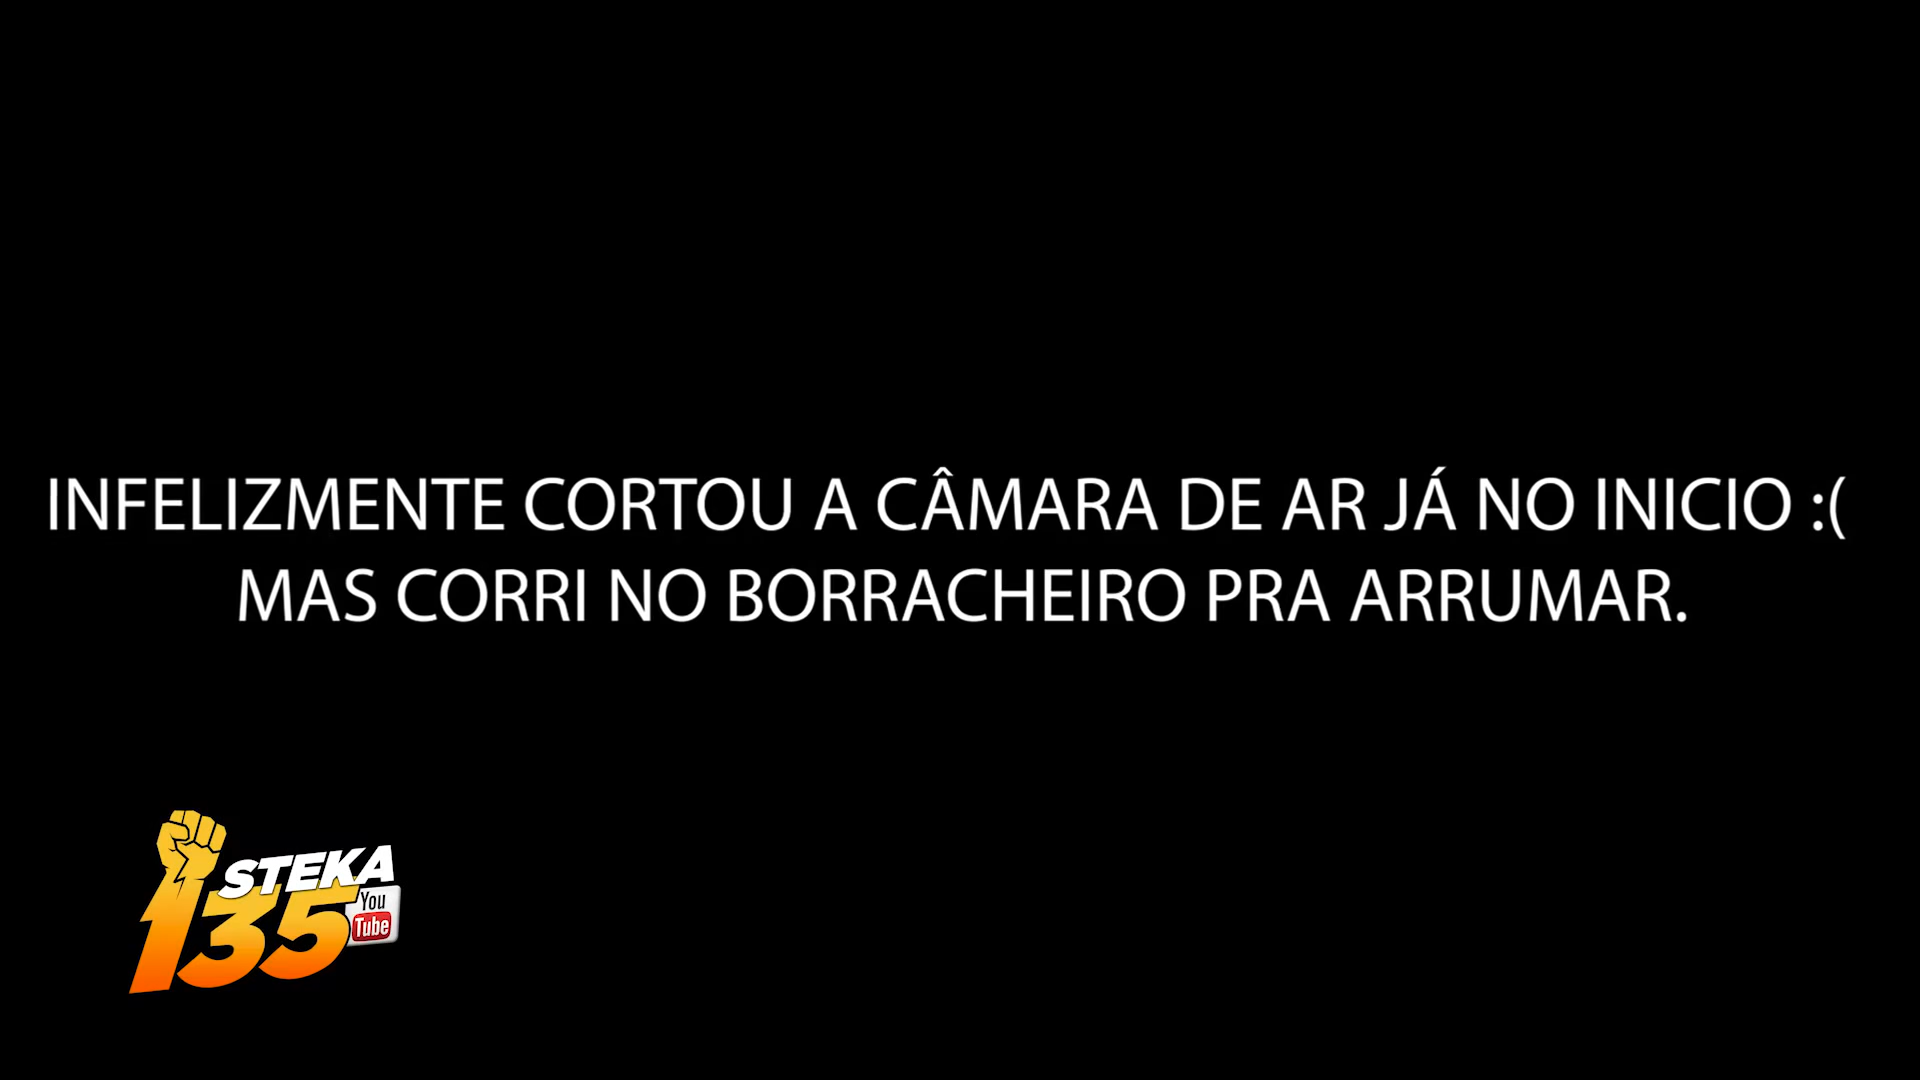 INFELIZMENTE CORTOU A CÂMARA DE AR JÁ NO INICIO :(
MAS CORRI NO BORRACHEIRO PRA ARRUMAR.
STEKA
135
You
Tube